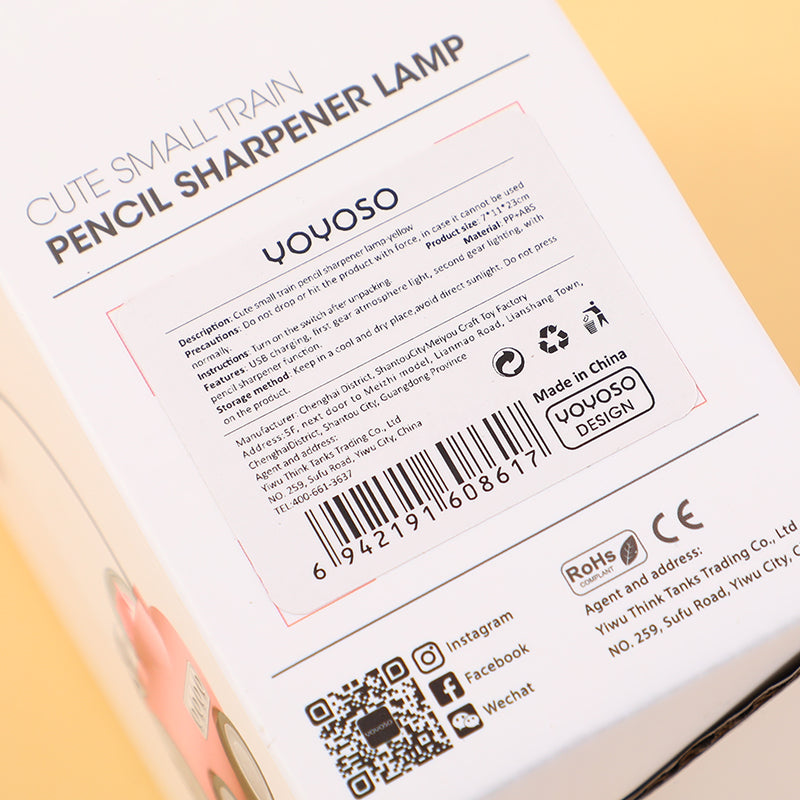 CUTE SMALL TRAIN
PENCIL SHARPENER LAMP
YOYOSO
Description: Cute small train pencil sharpener lamp-yellow
Product size: 7*11*23cm
Material: PP+ABS
Precautions: Do not drop or hit the product with force, in case it cannot be used
normally.
Instructions: Turn on the switch after unpacking.
Features: USB charging, first gear atmosphere light, second gear lighting, with
pencil sharpener function.
Storage method: Keep in a cool and dry place,avoid direct sunlight. Do not press
on the product.
Manufacturer: Chenghai District, ShantouCity,Meiyou Craft Toy Factory
Address:5F, next door to Meizhi model, Lianmao Road, Lianshang Town,
ChenghaiDistrict, Shantou City, Guangdong Province
Agent and address:
Yiwu Think Tanks Trading Co., Ltd
NO. 259, Sufu Road, Yiwu City, China
TEL:400-661-3637
6 942191 608617
Made in China
YOYOSO
DESIGN
RoHs
COMPLIANT
CE
Agent and address:
Yiwu Think Tanks Trading Co., Ltd
NO. 259, Sufu Road, Yiwu City, C
Instagram
Facebook
Wechat
YOYOSO